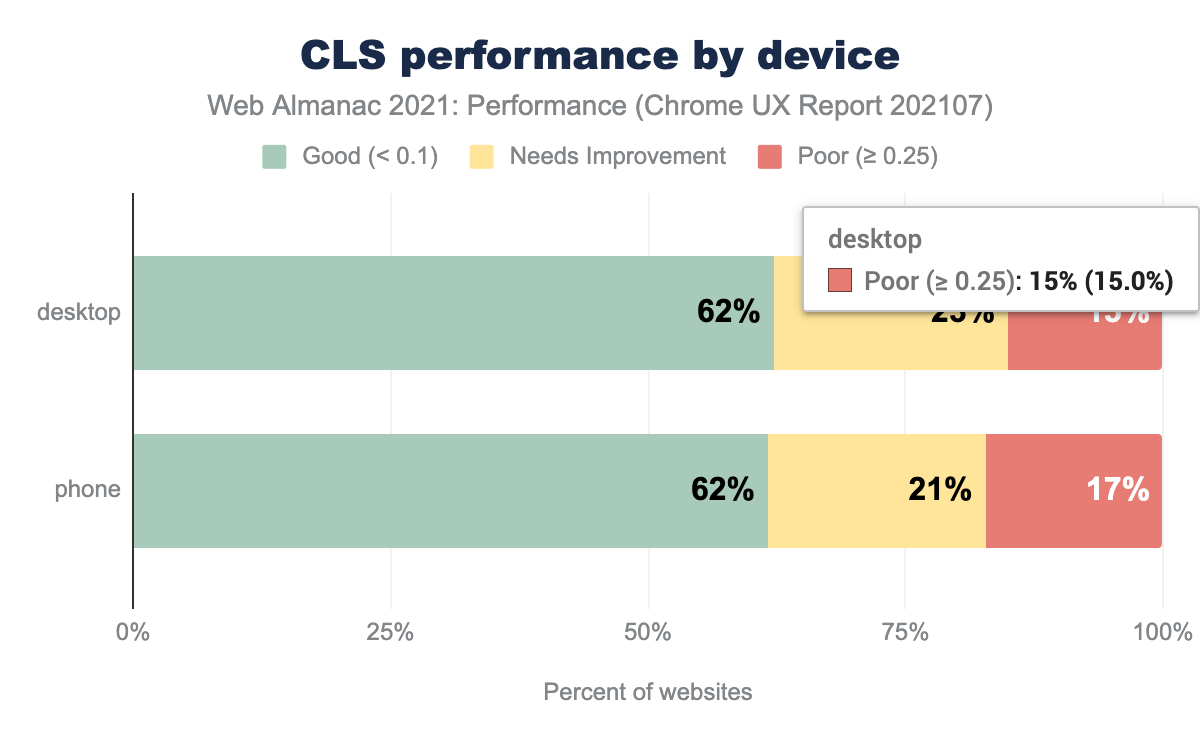 CLS performance by device
Web Almanac 2021: Performance (Chrome UX Report 202107)
Good (< 0.1) Needs Improvement Poor (≥ 0.25)
desktop
Poor (≥ 0.25): 15% (15.0%)
desktop 62% 23% 15%
phone 62% 21% 17%
0% 25% 50% 75% 100%
Percent of websites